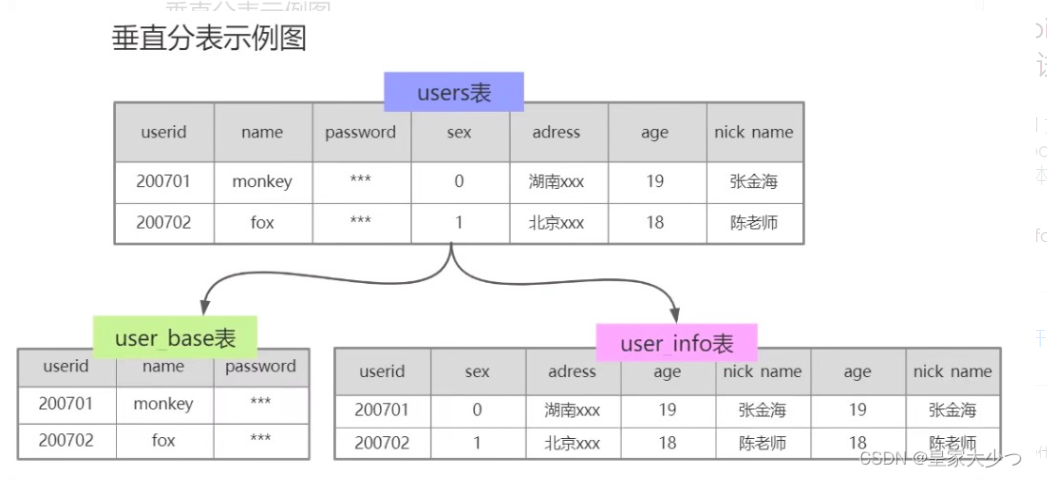 垂直分表示例图
users表
userid name password sex adress age nick name
200701 monkey *** 0 湖南xxx 19 张金海
200702 fox *** 1 北京xxx 18 陈老师
user_base表
userid name password
200701 monkey ***
200702 fox ***
user_info表
userid sex adress age nick name age nick name
200701 0 湖南xxx 19 张金海 19 张金海
200702 1 北京xxx 18 陈老师 18 陈老师
CSDN @皇家大少つ